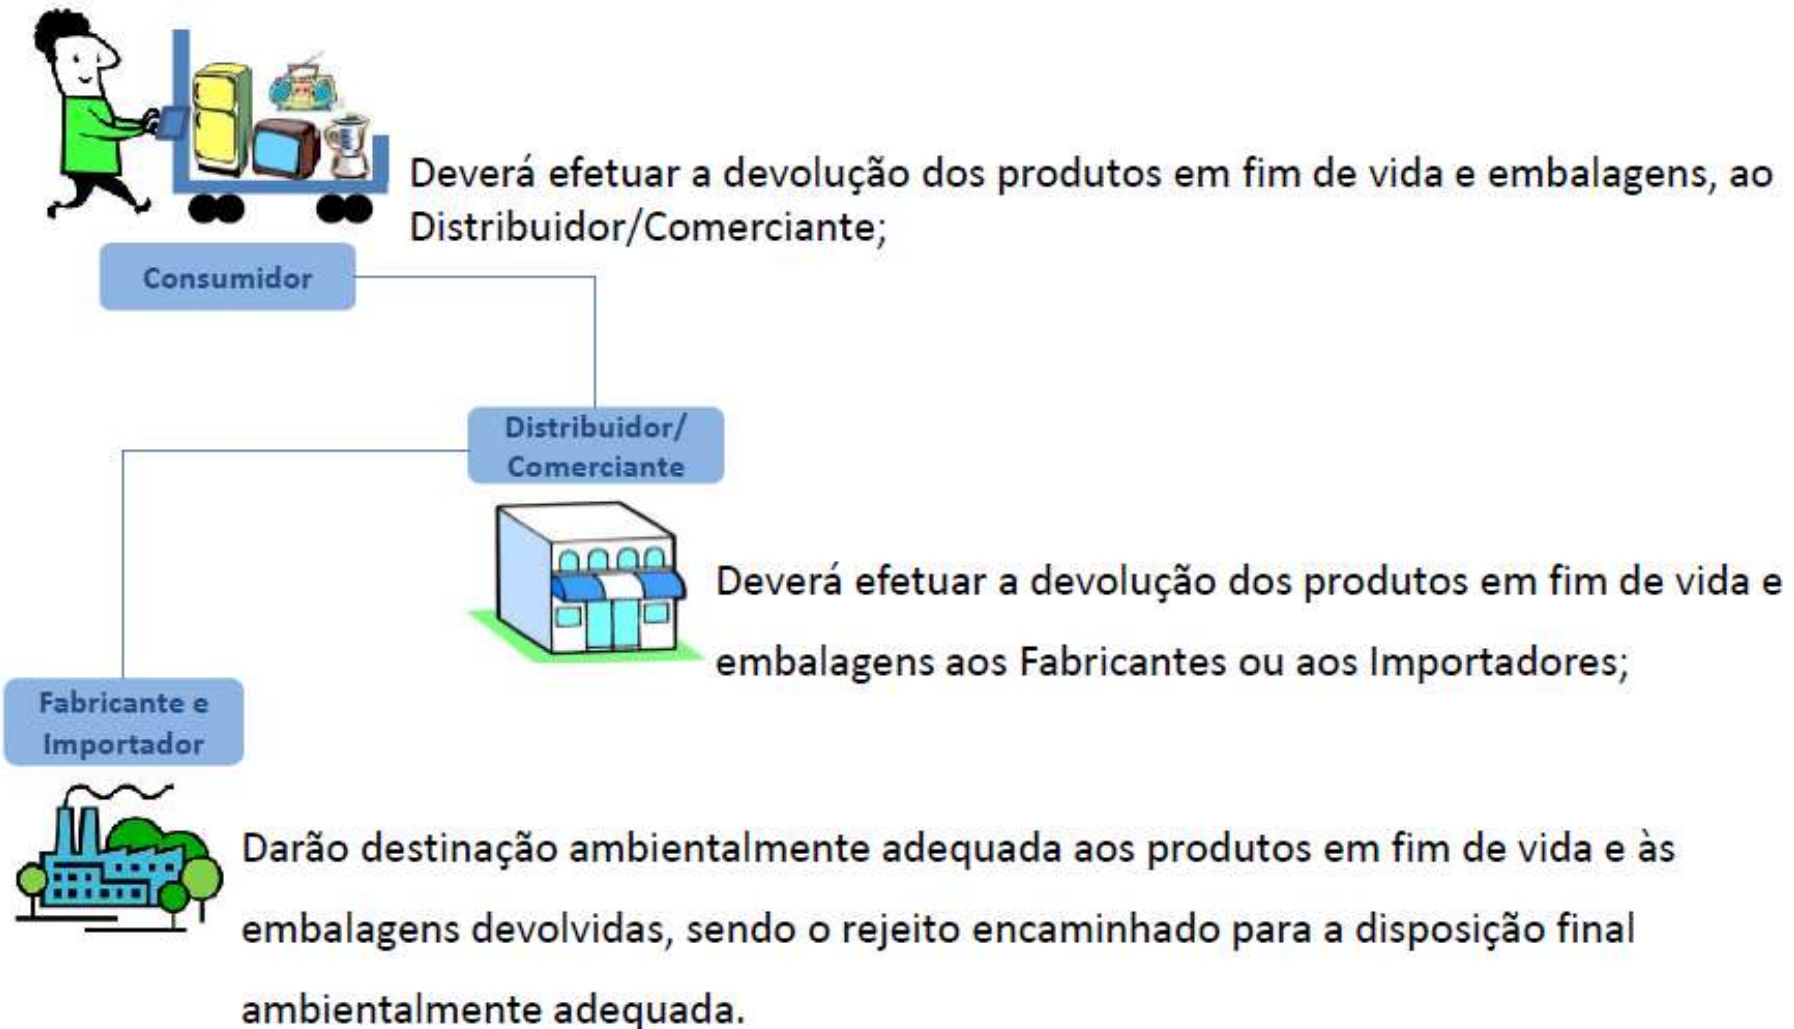 Deverá efetuar a devolução dos produtos em fim de vida e embalagens, ao
Distribuidor/Comerciante;
Consumidor
Distribuidor/
Comerciante
Deverá efetuar a devolução dos produtos em fim de vida e
embalagens aos Fabricantes ou aos Importadores;
Fabricante e
Importador
Darão destinação ambientalmente adequada aos produtos em fim de vida e às
embalagens devolvidas, sendo o rejeito encaminhado para a disposição final
ambientalmente adequada.